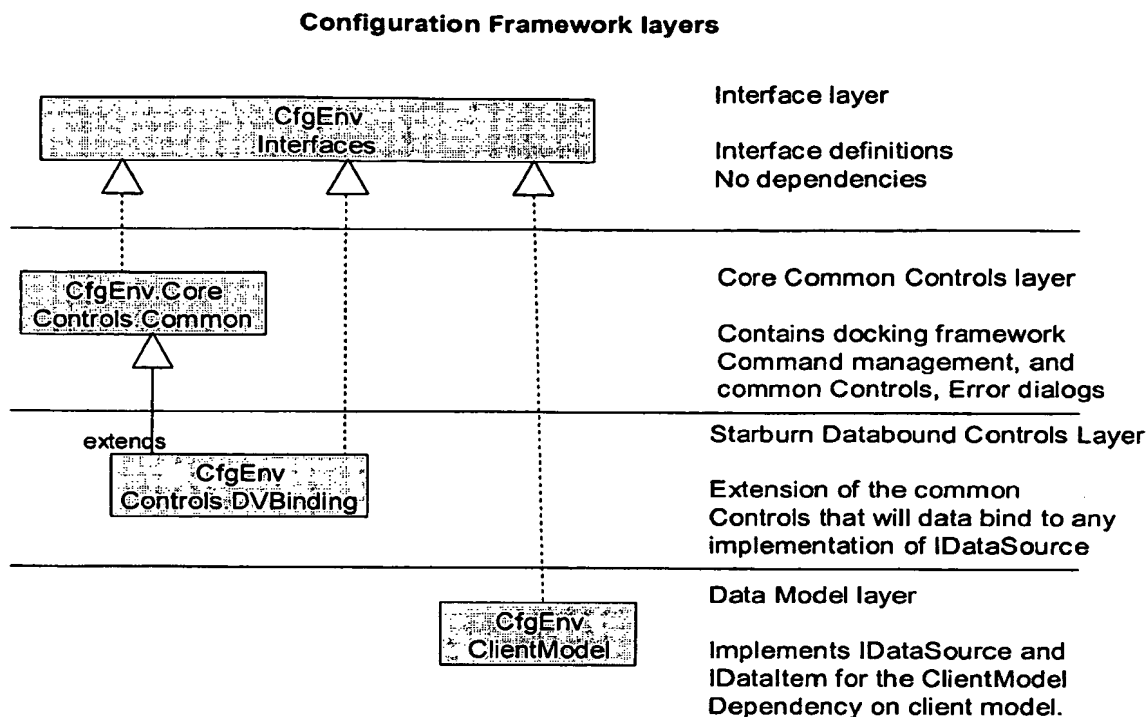 Configuration Framework layers
CfgEnv
Interfaces
Interface layer
Interface definitions
No dependencies
CfgEnv.Core
Controls.Common
Core Common Controls layer
Contains docking framework
Command management, and
common Controls, Error dialogs
extends
CfgEnv
Controls.DVBinding
Starburn Databound Controls Layer
Extension of the common
Controls that will data bind to any
implementation of IDataSource
CfgEnv
ClientModel
Data Model layer
Implements IDataSource and
IDataItem for the ClientModel
Dependency on client model.